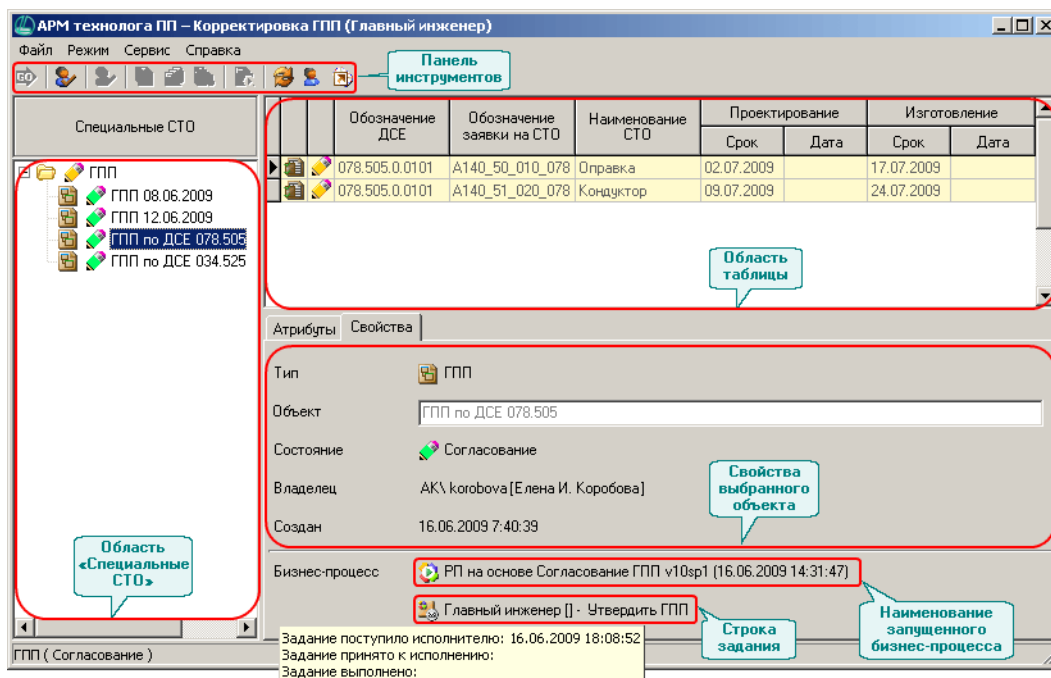 АРМ технолога ПП – Корректировка ГПП (Главный инженер)
Файл Режим Сервис Справка
Панель
инструментов
GO
Специальные СТО
Обозначение
ДСЕ
Обозначение
заявки на СТО
Наименование
СТО
Проектирование
Изготовление
Срок Дата Срок Дата
078.505.0.0101 А140_50_010_078 Оправка 02.07.2009 17.07.2009
078.505.0.0101 А140_51_020_078 Кондуктор 09.07.2009 24.07.2009
ГПП
ГПП 08.06.2009
ГПП 12.06.2009
ГПП по ДСЕ 078.505
ГПП по ДСЕ 034.525
Область
таблицы
Атрибуты Свойства
Тип ГПП
Объект ГПП по ДСЕ 078.505
Состояние Согласование
Владелец AK\ korobova [Елена И. Коробова]
Создан 16.06.2009 7:40:39
Свойства
выбранного
объекта
Область
«Специальные
СТО»
Бизнес-процесс РП на основе Согласование ГПП v10sp1 (16.06.2009 14:31:47)
Главный инженер [] - Утвердить ГПП
Строка
задания
Наименование
запущенного
бизнес-процесса
Задание поступило исполнителю: 16.06.2009 18:08:52
Задание принято к исполнению:
Задание выполнено:
ГПП ( Согласование )